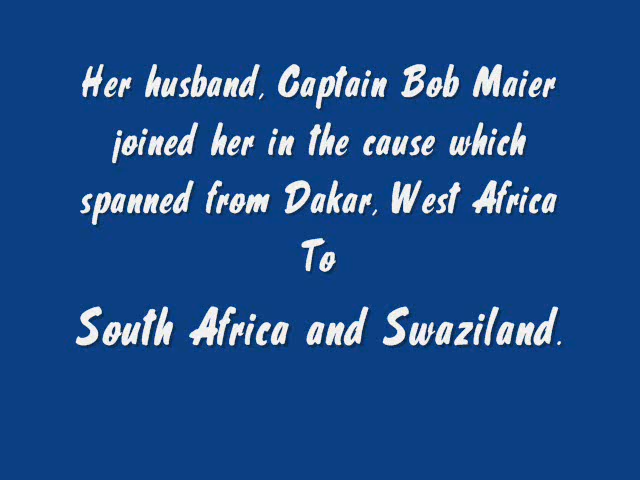 Her husband, Captain Bob Maier
joined her in the cause which
spanned from Dakar, West Africa
To
South Africa and Swaziland.